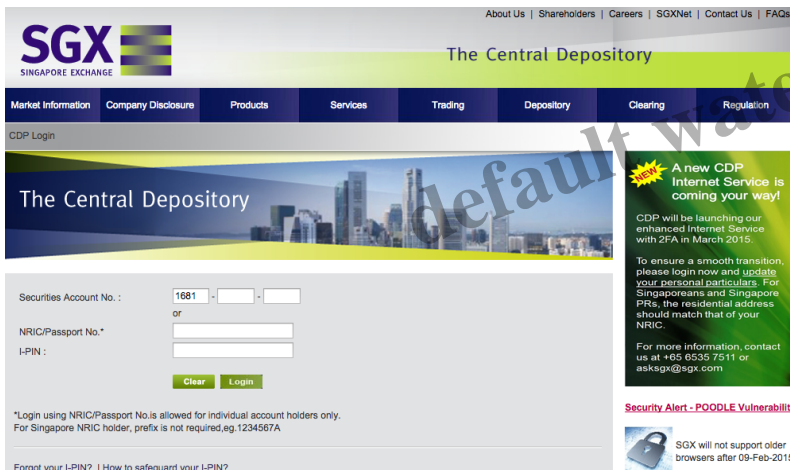 About Us | Shareholders | Careers | SGXNet | Contact Us | FAQs
SGX
SINGAPORE EXCHANGE
The Central Depository
Market Information Company Disclosure Products Services Trading Depository Clearing Regulation
CDP Login
The Central Depository
default
NEW
A new CDP
Internet Service is
coming your way!
CDP will be launching our
enhanced Internet Service
with 2FA in March 2015.
To ensure a smooth transition,
please login now and update
your personal particulars. For
Singaporeans and Singapore
PRs, the residential address
should match that of your
NRIC.
For more information, contact
us at +65 6535 7511 or
asksgx@sgx.com
Securities Account No. : 1681 - -
or
NRIC/Passport No.*
I-PIN :
Clear Login
*Login using NRIC/Passport No.is allowed for individual account holders only.
For Singapore NRIC holder, prefix is not required,eg.1234567A
Forgot your I-PIN? | How to safeguard your I-PIN?
Security Alert - POODLE Vulnerabilit
SGX will not support older
browsers after 09-Feb-2015